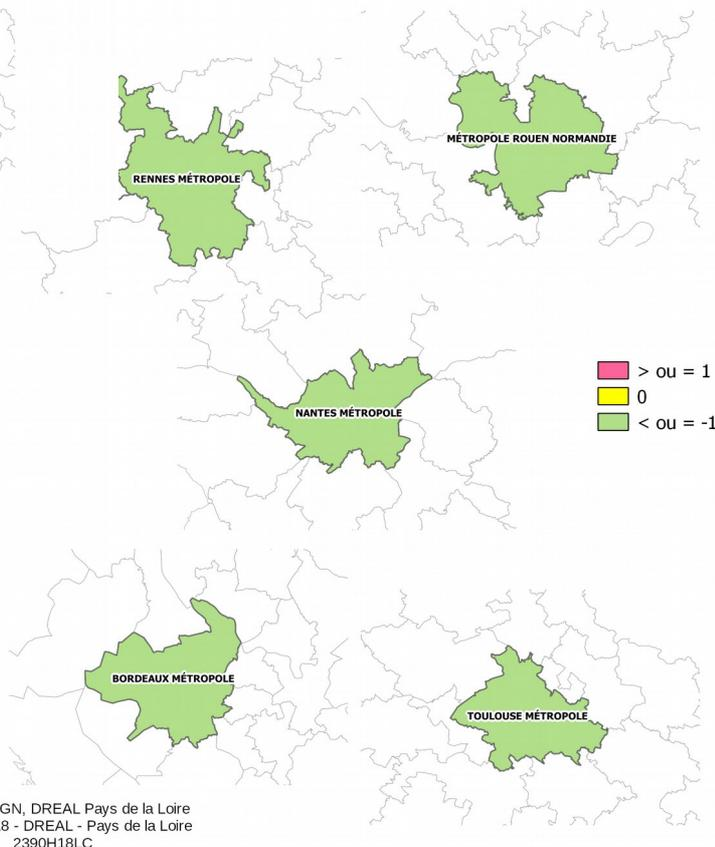 RENNES MÉTROPOLE
MÉTROPOLE ROUEN NORMANDIE
NANTES MÉTROPOLE
> ou = 1
0
< ou = -1
BORDEAUX MÉTROPOLE
TOULOUSE MÉTROPOLE
GN, DREAL Pays de la Loire
8 - DREAL - Pays de la Loire
2390H18LC